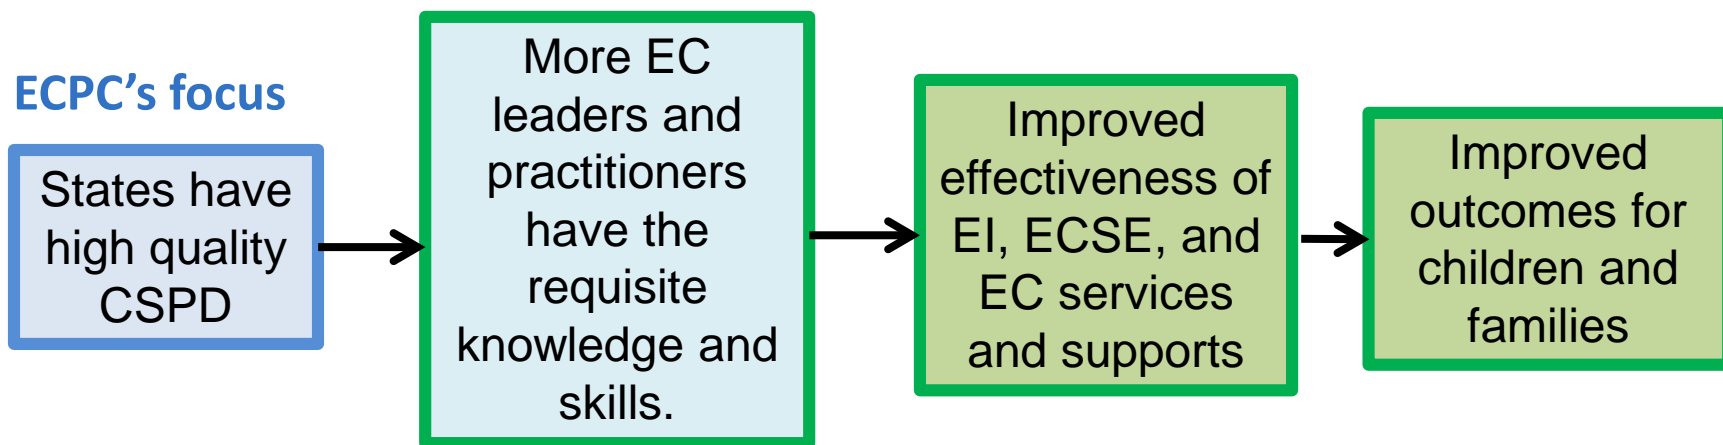 ECPC’s focus
States have
high quality
CSPD
More EC
leaders and
practitioners
have the
requisite
knowledge and
skills.
Improved
effectiveness of
EI, ECSE, and
EC services
and supports
Improved
outcomes for
children and
families